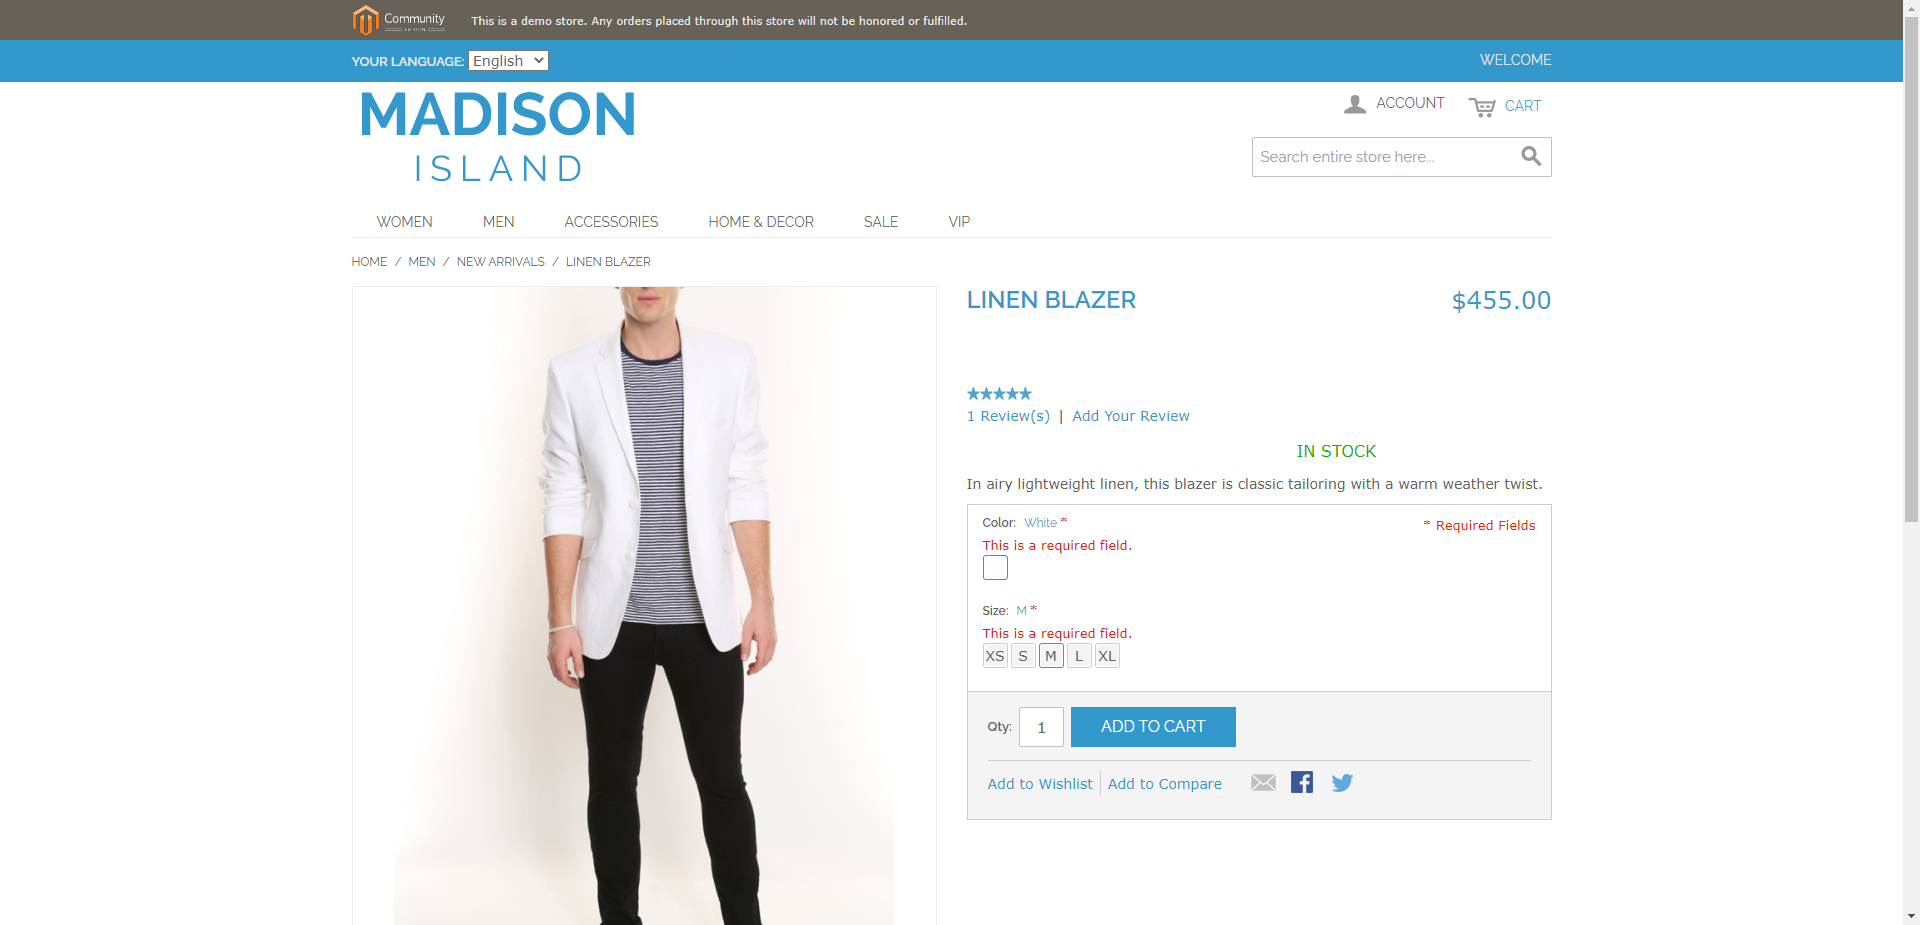 Community
EDITION
This is a demo store. Any orders placed through this store will not be honored or fulfilled.
YOUR LANGUAGE: English
WELCOME
MADISON
ISLAND
ACCOUNT
CART
Search entire store here...
WOMEN MEN ACCESSORIES HOME & DECOR SALE VIP
HOME / MEN / NEW ARRIVALS / LINEN BLAZER
LINEN BLAZER
$455.00
1 Review(s) | Add Your Review
IN STOCK
In airy lightweight linen, this blazer is classic tailoring with a warm weather twist.
Color: White *
* Required Fields
This is a required field.
Size: M *
This is a required field.
XS S M L XL
Qty: 1 ADD TO CART
Add to Wishlist Add to Compare